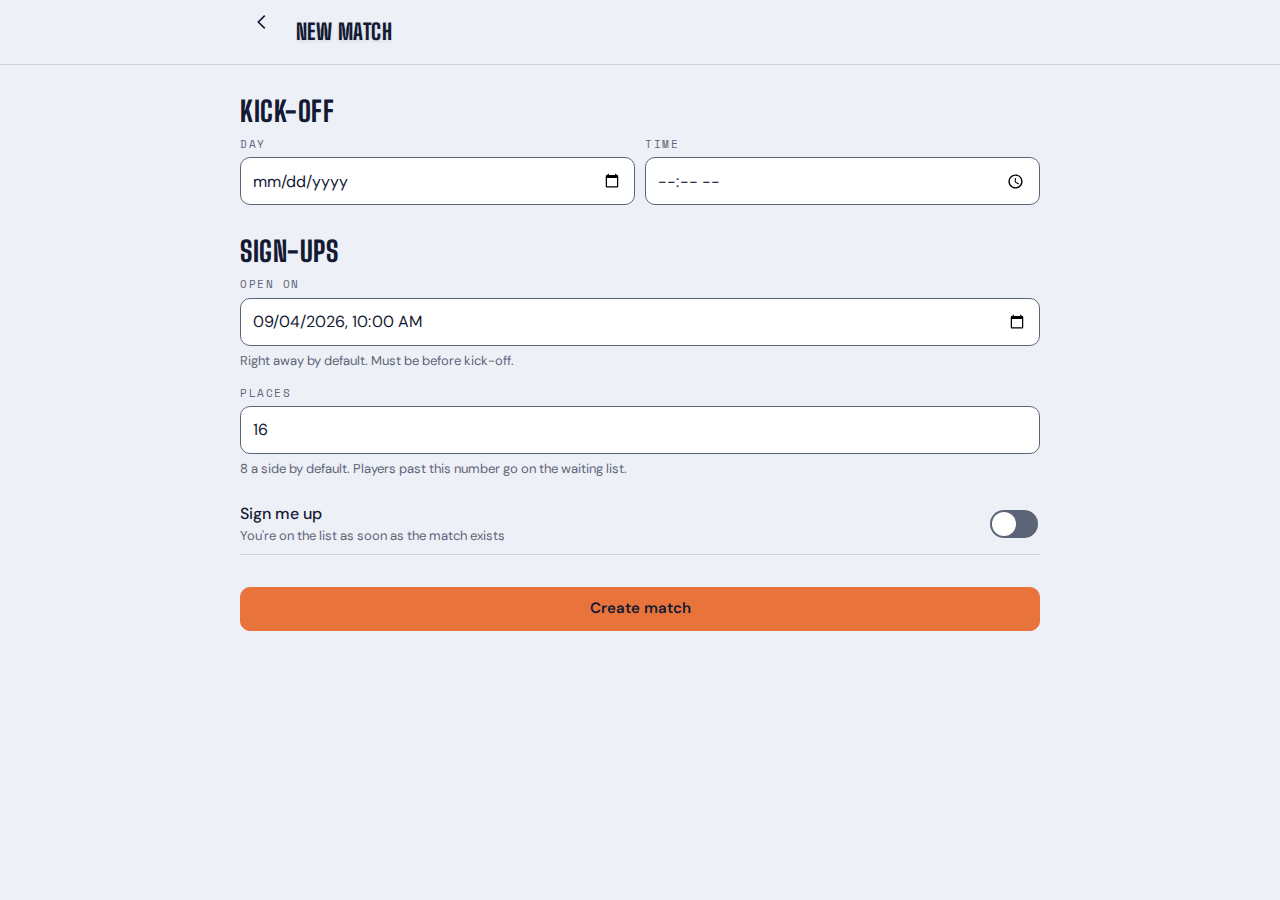 NEW MATCH
KICK-OFF
DAY
TIME
mm/dd/yyyy
--:-- --
SIGN-UPS
OPEN ON
09/04/2026, 10:00 AM
Right away by default. Must be before kick-off.
PLACES
16
8 a side by default. Players past this number go on the waiting list.
Sign me up
You're on the list as soon as the match exists
Create match